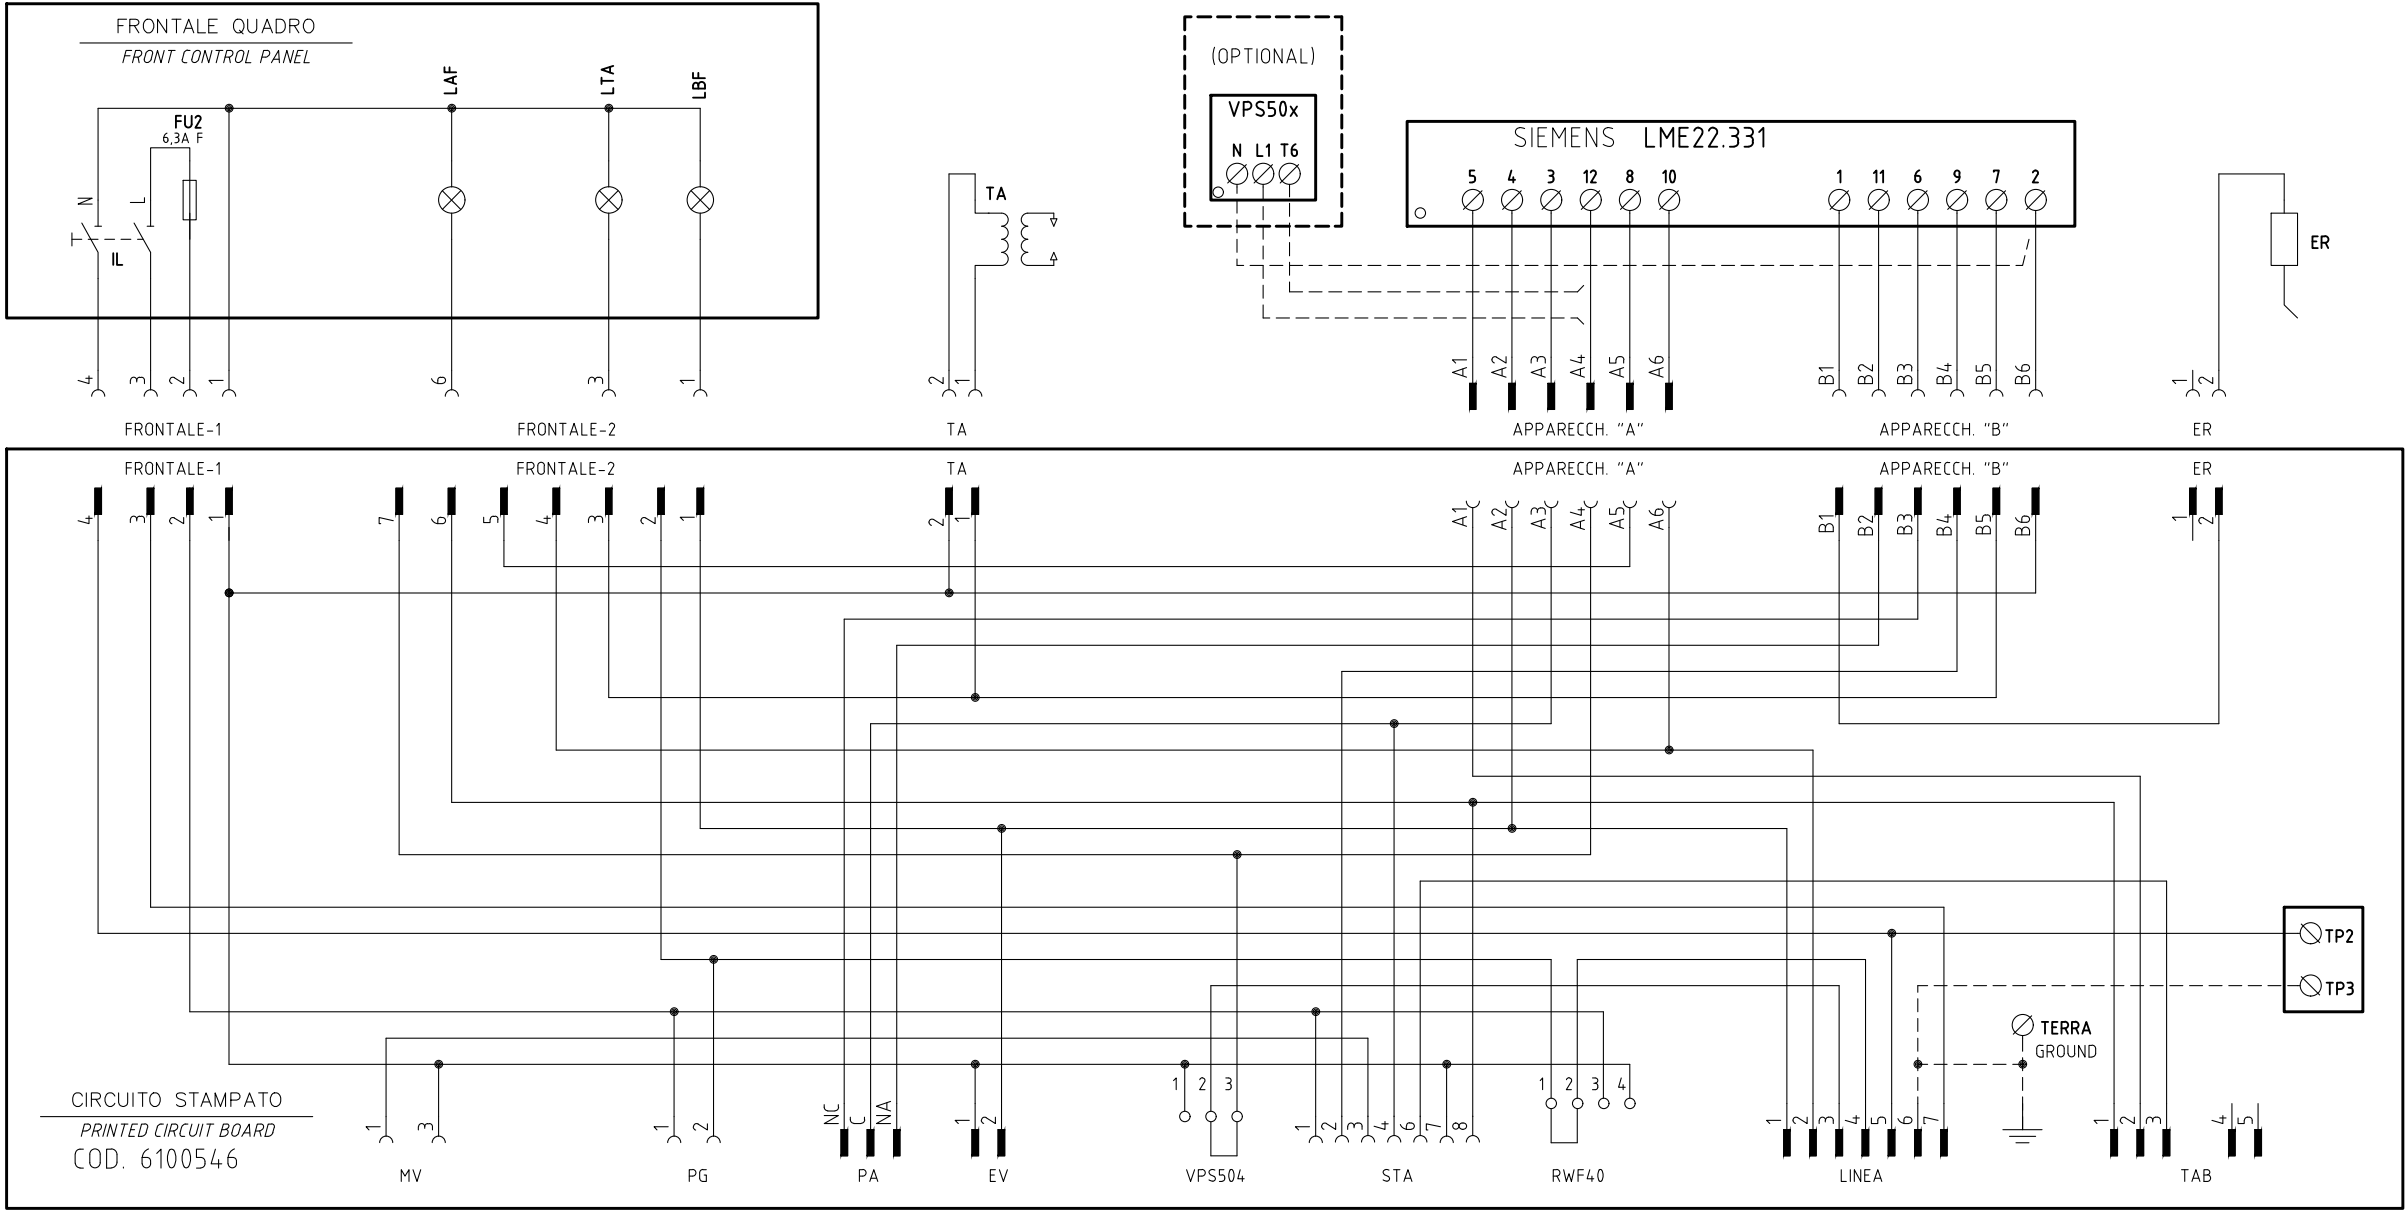 FRONTALE QUADRO
FRONT CONTROL PANEL
LAF
LTA
LBF
FU2
6,3A F
N
L
IL
4 3 2 1
6 3 1
FRONTALE-1
FRONTALE-2
TA
2 1
TA
(OPTIONAL)
VPS50x
N L1 T6
SIEMENS LME22.331
5 4 3 12 8 10
1 11 6 9 7 2
A1 A2 A3 A4 A5 A6
B1 B2 B3 B4 B5 B6
APPARECCH. "A"
APPARECCH. "B"
ER
1 2
ER
FRONTALE-1
FRONTALE-2
TA
APPARECCH. "A"
APPARECCH. "B"
ER
4 3 2 1
7 6 5 4 3 2 1
2 1
A1 A2 A3 A4 A5 A6
B1 B2 B3 B4 B5 B6
1 2
TP2
TP3
TERRA
GROUND
CIRCUITO STAMPATO
PRINTED CIRCUIT BOARD
COD. 6100546
1 3
1 2
NC C NA
1 2
1 2 3
1 2 3 4 6 7 8
1 2 3 4
1 2 3 4 5 6 7
1 2 3 4 5
MV
PG
PA
EV
VPS504
STA
RWF40
LINEA
TAB